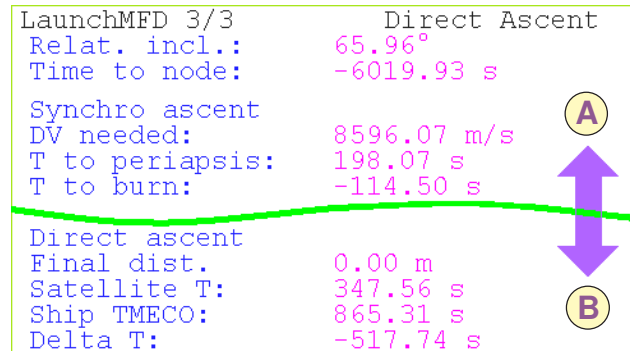 LaunchMFD 3/3 Direct Ascent
Relat. incl.: 65.96°
Time to node: -6019.93 s
Synchro ascent
A
DV needed: 8596.07 m/s
T to periapsis: 198.07 s
T to burn: -114.50 s
Direct ascent
Final dist. 0.00 m
Satellite T: 347.56 s
B
Ship TMECO: 865.31 s
Delta T: -517.74 s